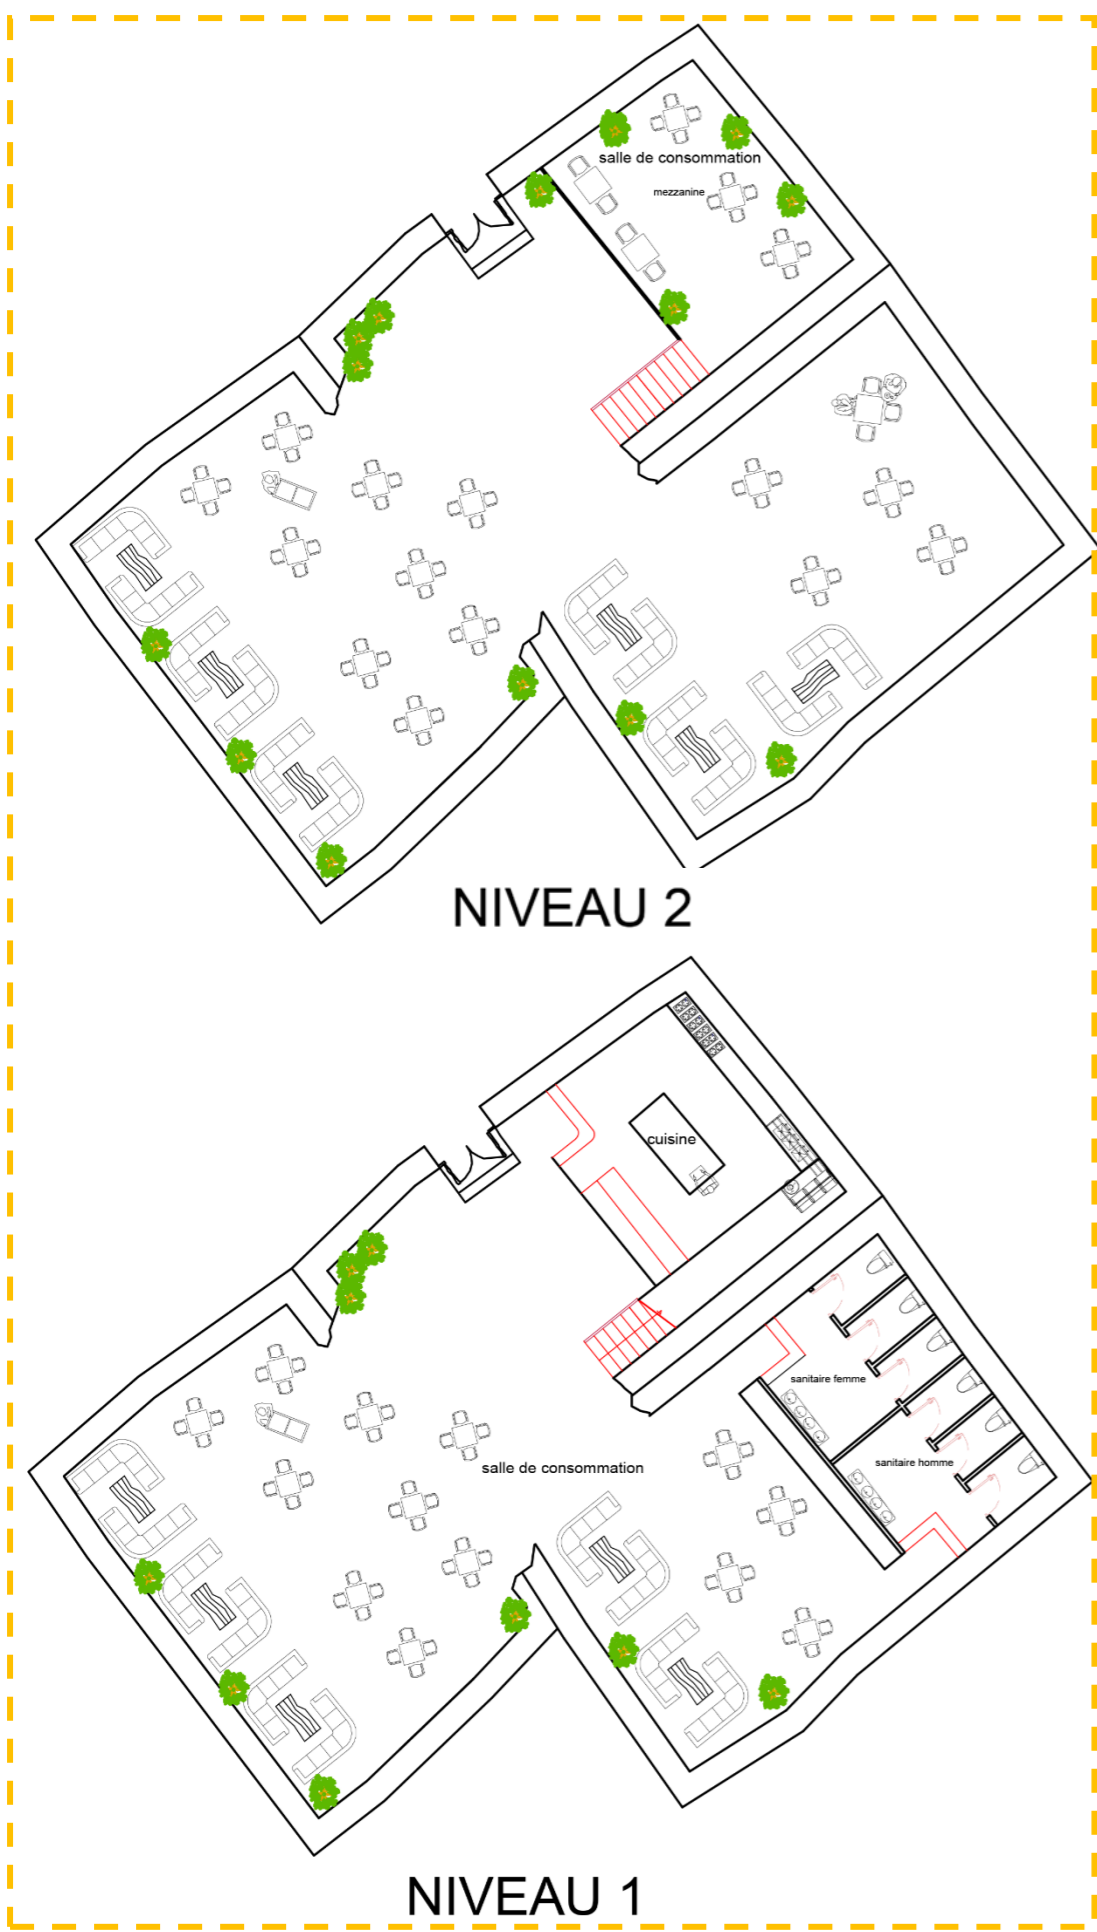 salle de consommation
mezzanine
NIVEAU 2
cuisine
sanitaire femme
sanitaire homme
salle de consommation
NIVEAU 1